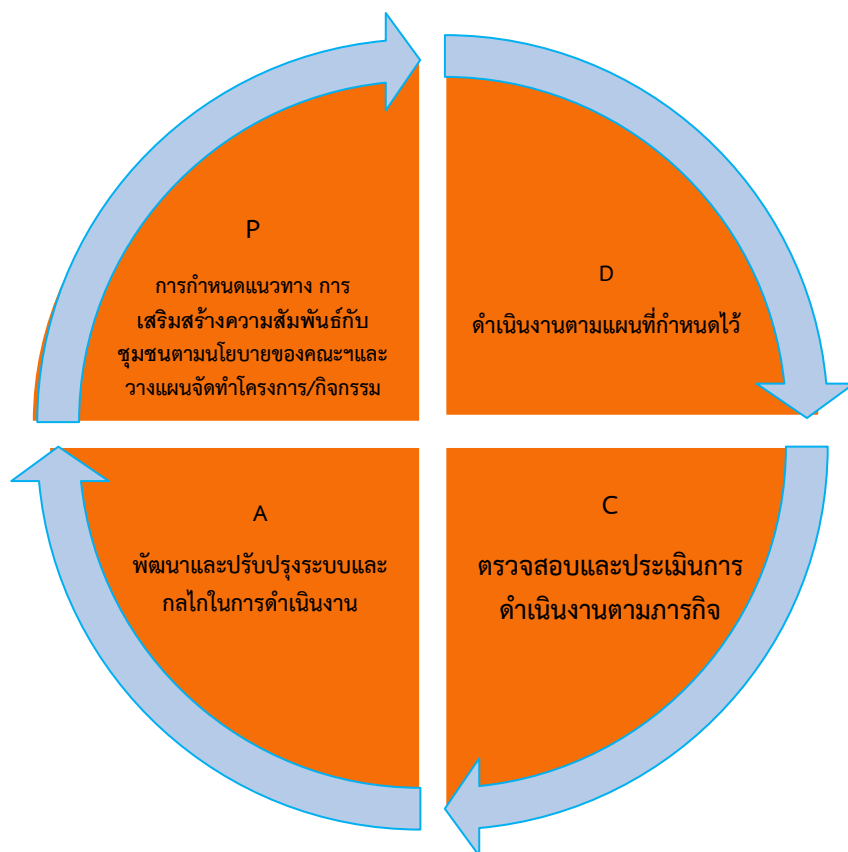 P
การกำหนดแนวทาง การ
เสริมสร้างความสัมพันธ์กับ
ชุมชนตามนโยบายของคณะฯและ
วางแผนจัดทำโครงการ/กิจกรรม
D
ดำเนินงานตามแผนที่กำหนดไว้
A
พัฒนาและปรับปรุงระบบและ
กลไกในการดำเนินงาน
C
ตรวจสอบและประเมินการ
ดำเนินงานตามภารกิจ